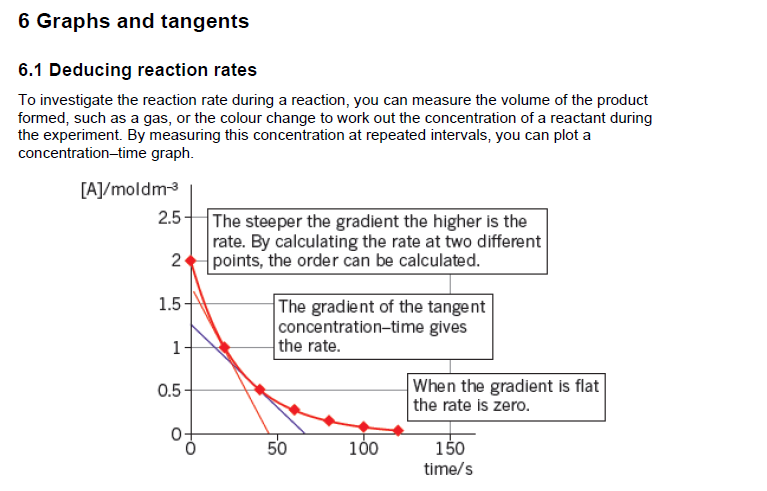 6 Graphs and tangents
6.1 Deducing reaction rates
To investigate the reaction rate during a reaction, you can measure the volume of the product
formed, such as a gas, or the colour change to work out the concentration of a reactant during
the experiment. By measuring this concentration at repeated intervals, you can plot a
concentration–time graph.
[A]/moldm⁻³
2.5
The steeper the gradient the higher is the
rate. By calculating the rate at two different
2
points, the order can be calculated.
1.5
The gradient of the tangent
concentration–time gives
1
the rate.
0.5
When the gradient is flat
the rate is zero.
0
0 50 100 150
time/s